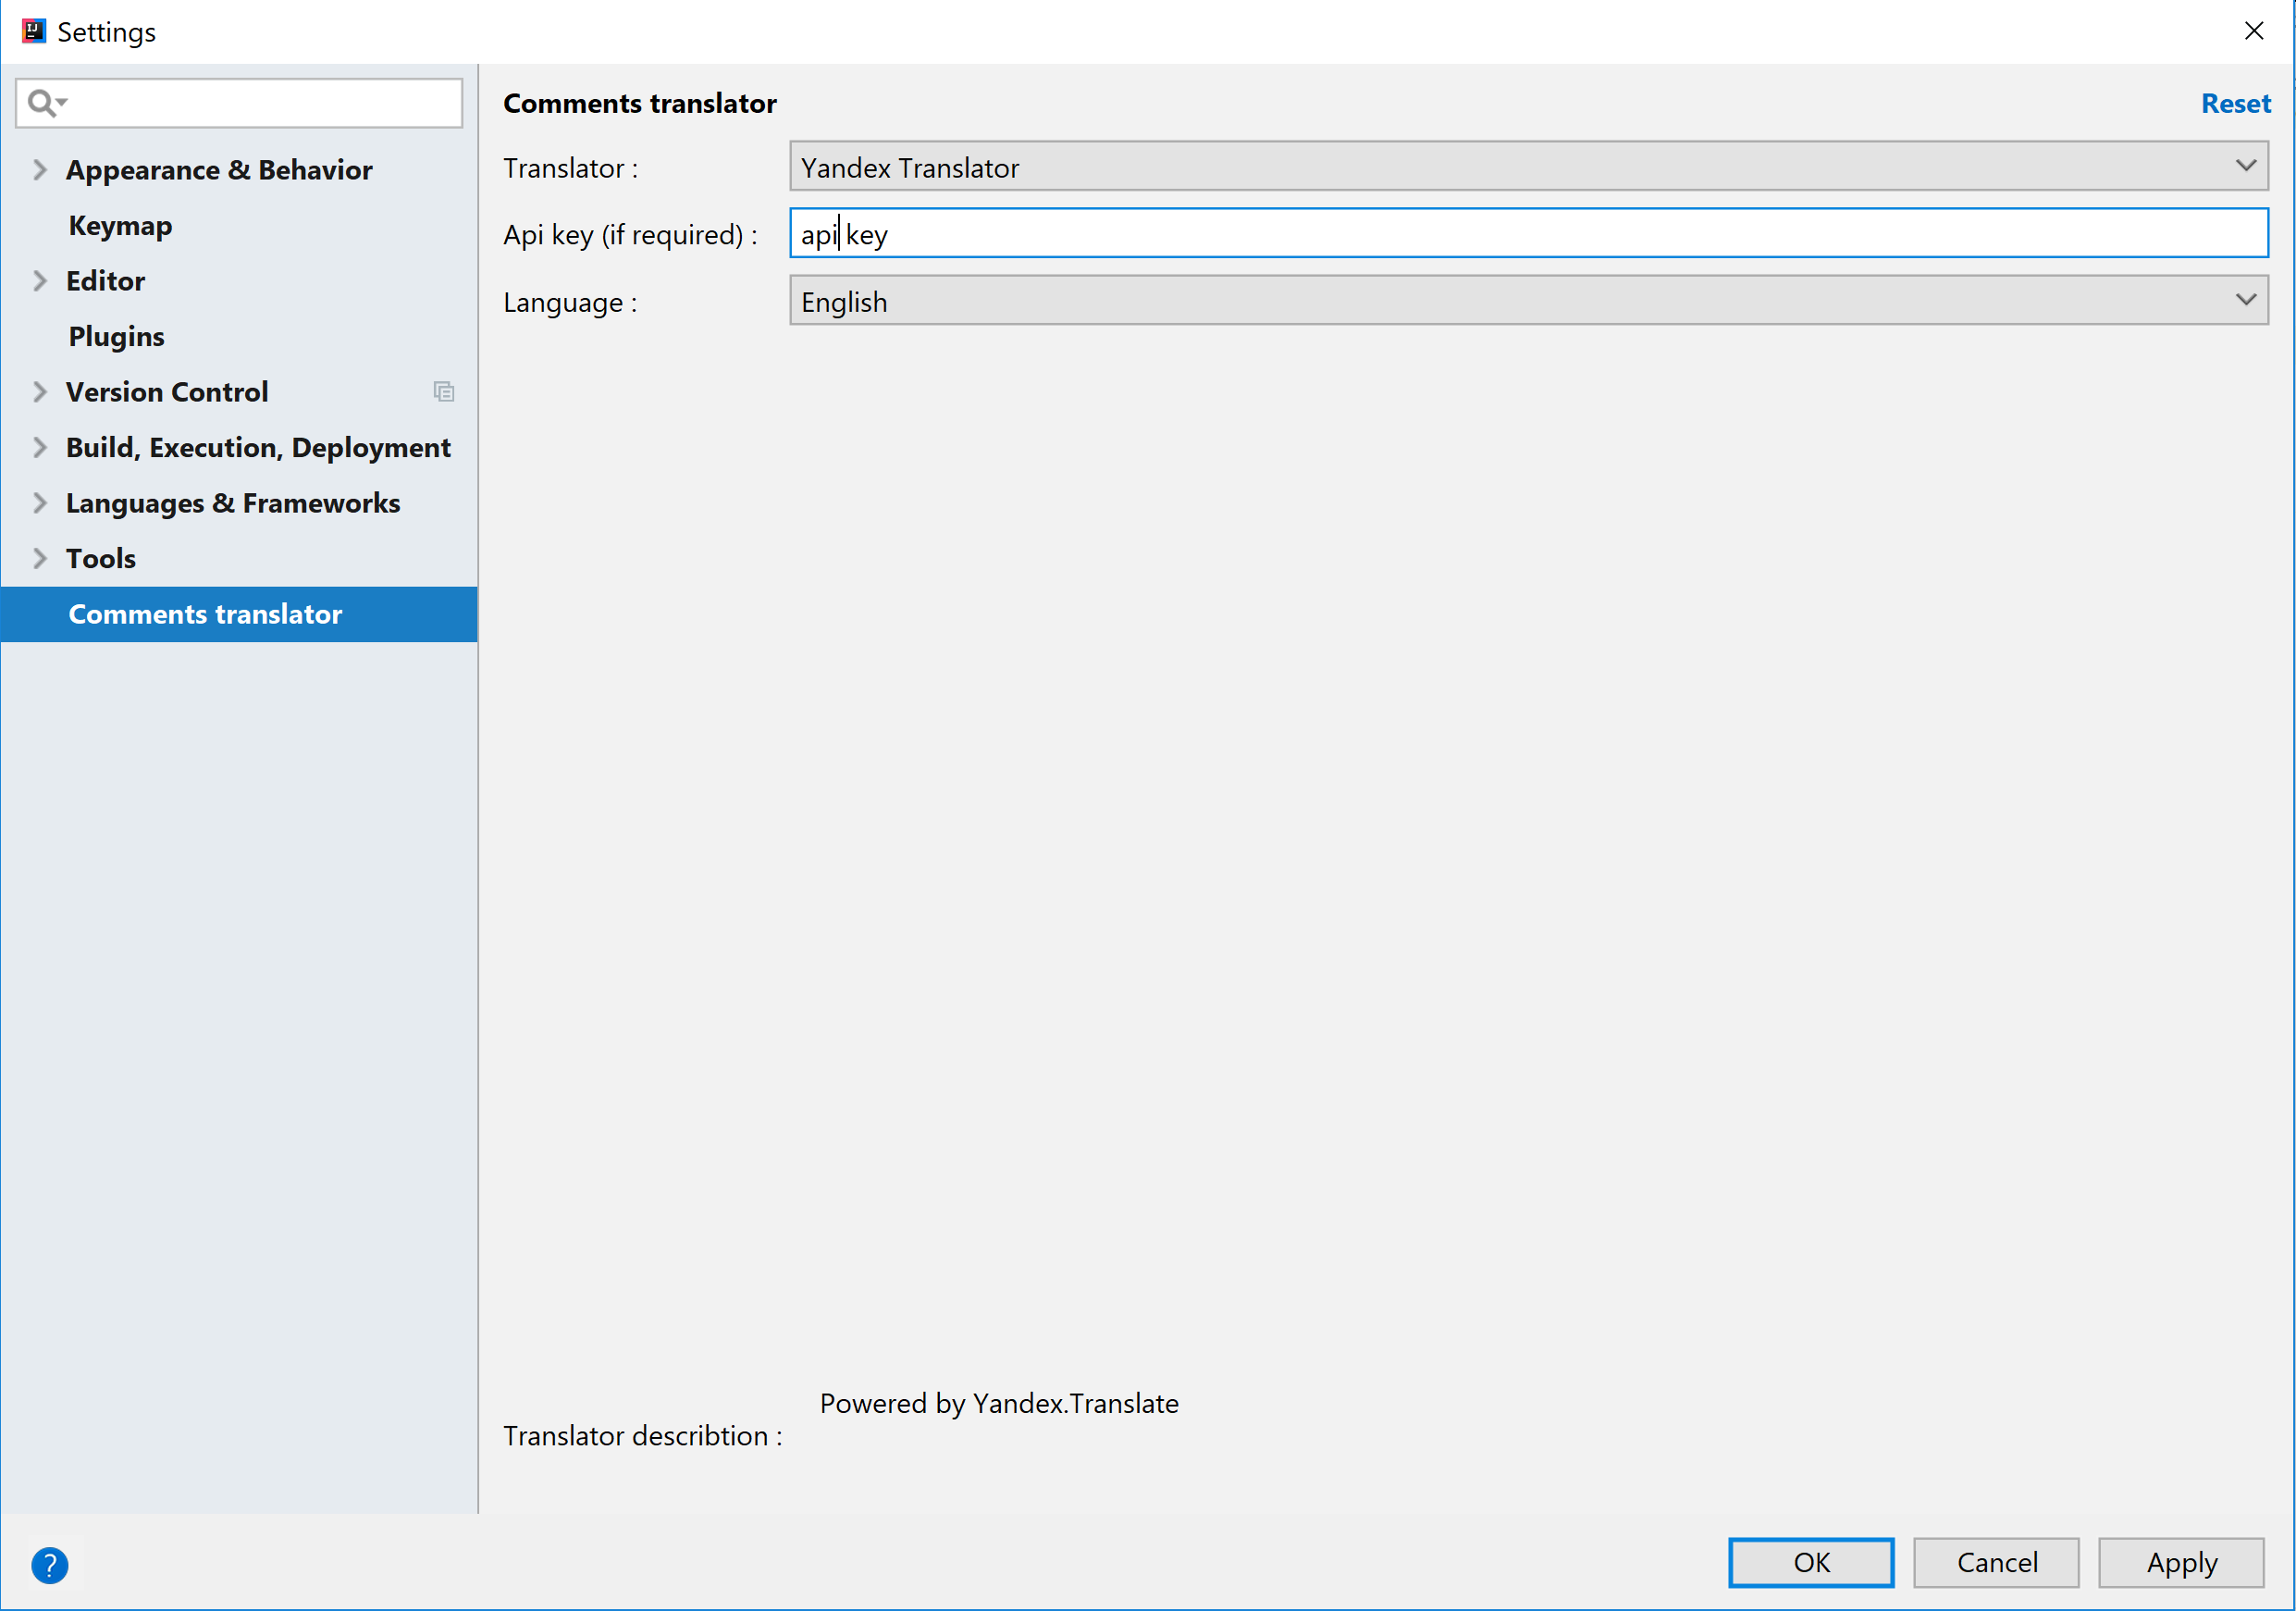 Settings
Appearance & Behavior
Keymap
Editor
Plugins
Version Control
Build, Execution, Deployment
Languages & Frameworks
Tools
Comments translator
Comments translator
Reset
Translator : Yandex Translator
Api key (if required) : api key
Language : English
Powered by Yandex.Translate
Translator describtion :
? OK Cancel Apply